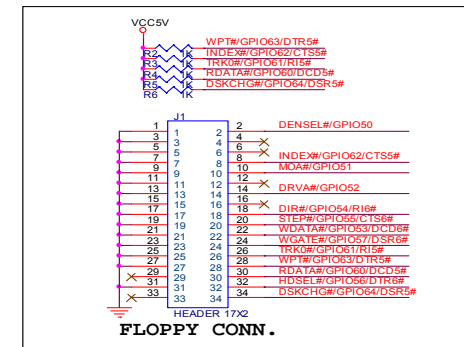 VCC5V
WPT#/GPIO63/DTR5#
R2 1K INDEX#/GPIO62/CTS5#
R3 1K TRK0#/GPIO61/RI5#
R4 1K RDATA#/GPIO60/DCD5#
R5 1K DSKCHG#/GPIO64/DSR5#
R6 1K
J1
1 1 2 2 DENSEL#/GPIO50
3 3 4 4
5 5 6 6
7 7 8 8 INDEX#/GPIO62/CTS5#
9 9 10 10 MOA#/GPIO51
11 11 12 12
13 13 14 14 DRVA#/GPIO52
15 15 16 16
17 17 18 18 DIR#/GPIO54/RI6#
19 19 20 20 STEP#/GPIO55/CTS6#
21 21 22 22 WDATA#/GPIO53/DCD6#
23 23 24 24 WGATE#/GPIO57/DSR6#
25 25 26 26 TRK0#/GPIO61/RI5#
27 27 28 28 WPT#/GPIO63/DTR5#
29 29 30 30 RDATA#/GPIO60/DCD5#
31 31 32 32 HDSEL#/GPIO56/DTR6#
33 33 34 34 DSKCHG#/GPIO64/DSR5#
HEADER 17X2
FLOPPY CONN.